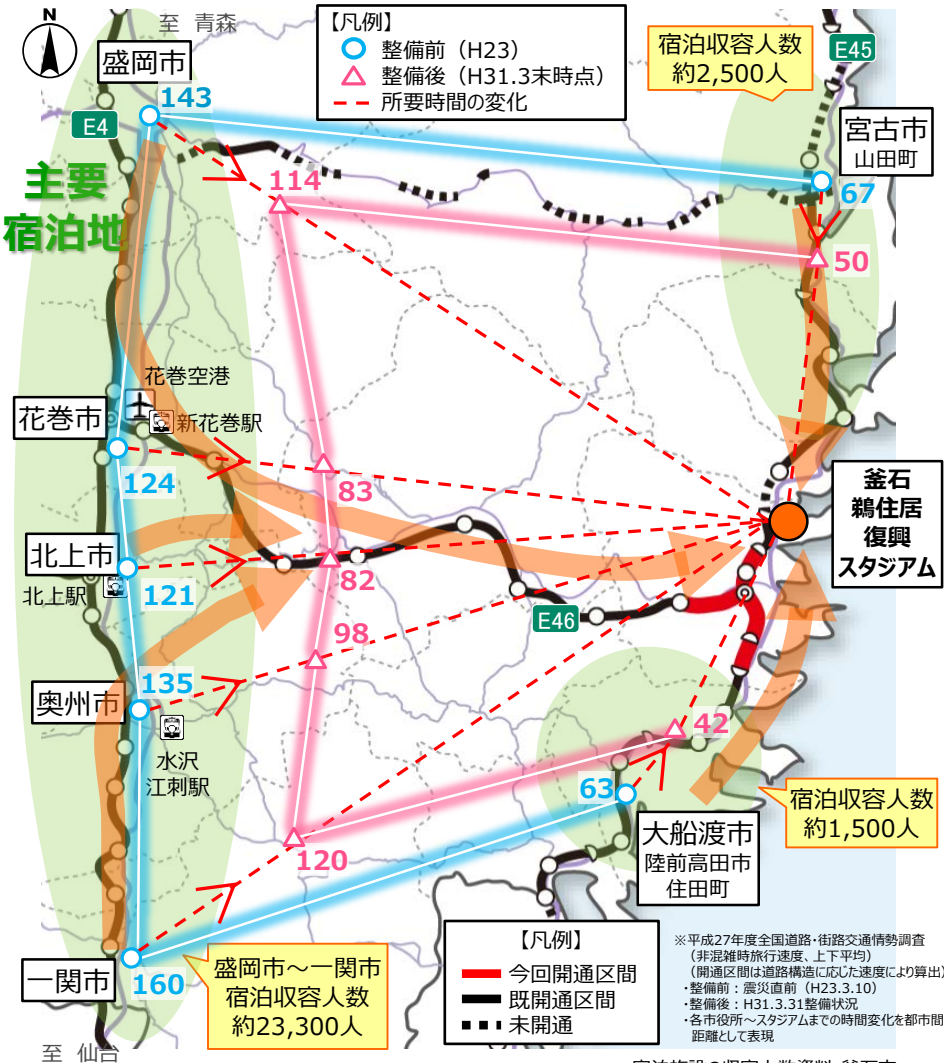 N
至 青森
盛岡市
【凡例】
整備前（H23）
整備後（H31.3末時点）
所要時間の変化
宿泊収容人数
約2,500人
E45
143
E4
宮古市
山田町
主要
宿泊地
114
67
50
花巻空港
花巻市
新花巻駅
124
83
釜石
鵜住居
復興
スタジアム
北上市
北上駅
121
82
E46
98
奥州市
135
水沢
江刺駅
42
63
宿泊収容人数
約1,500人
大船渡市
陸前高田市
住田町
120
【凡例】
今回開通区間
既開通区間
未開通
※平成27年度全国道路・街路交通情勢調査
（非混雑時旅行速度、上下平均）
（開通区間は道路構造に応じた速度により算出）
・整備前：震災直前（H23.3.10）
・整備後：H31.3.31整備状況
・各市役所～スタジアムまでの時間変化を都市間
距離として表現
一関市
160
盛岡市～一関市
宿泊収容人数
約23,300人
至 仙台